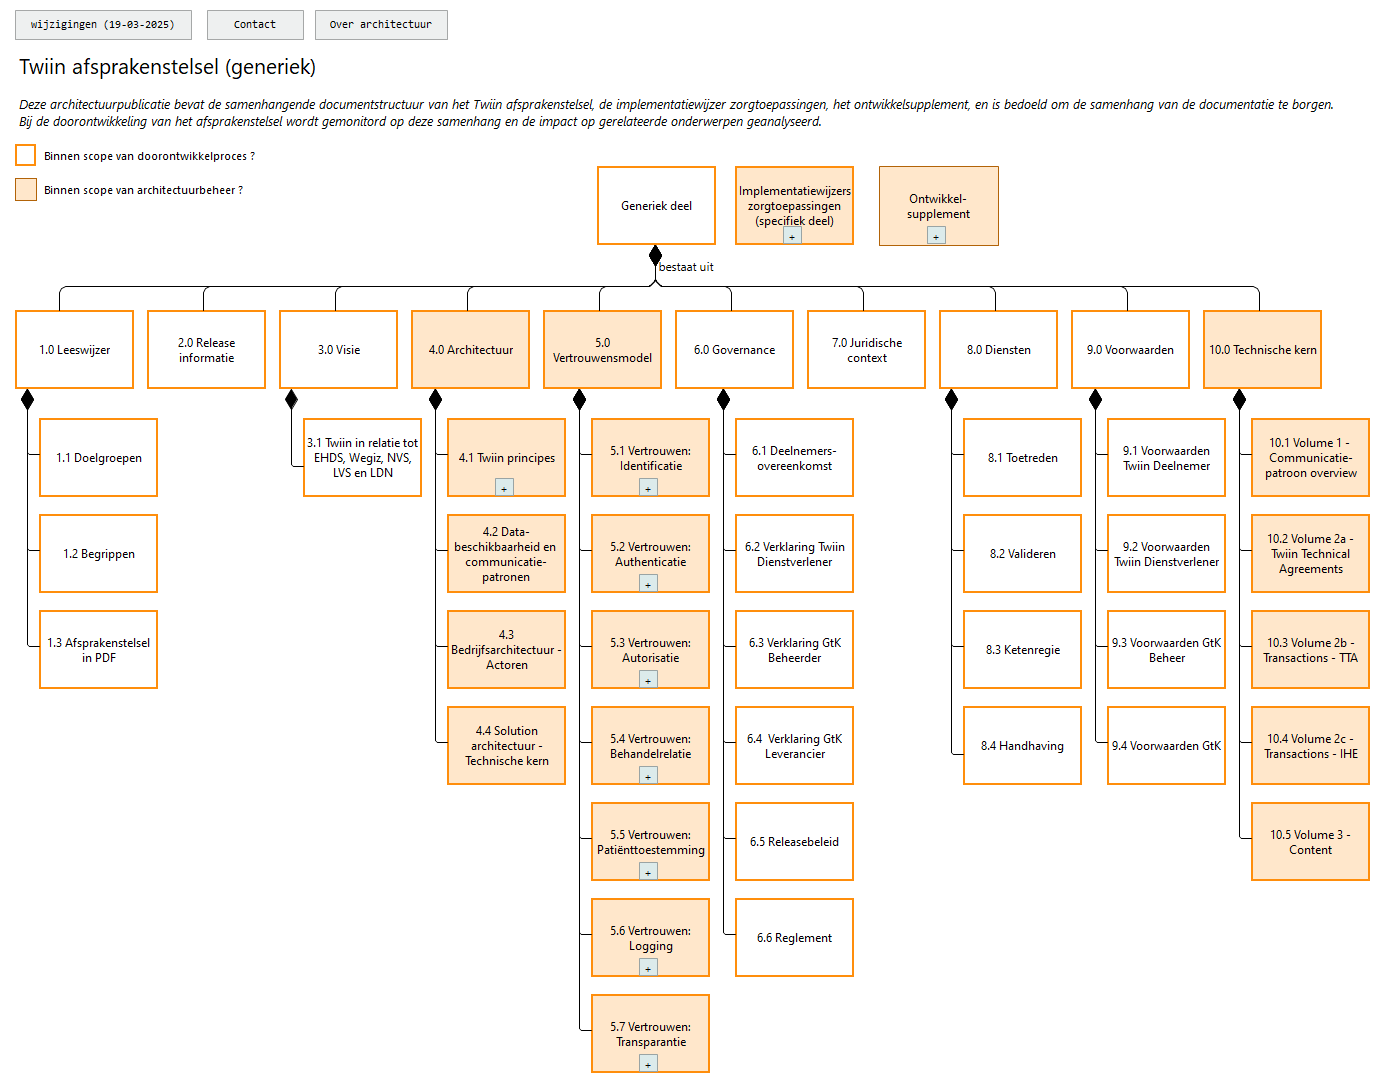 wijzigingen (19-03-2025)
Contact
Over architectuur
Twiin afsprakenstelsel (generiek)
Deze architectuurpublicatie bevat de samenhangende documentstructuur van het Twiin afsprakenstelsel, de implementatiewijzer zorgtoepassingen, het ontwikkelsupplement, en is bedoeld om de samenhang van de documentatie te borgen.
Bij de doorontwikkeling van het afsprakenstelsel wordt gemonitord op deze samenhang en de impact op gerelateerde onderwerpen geanalyseerd.
Binnen scope van doorontwikkelproces ?
Binnen scope van architectuurbeheer ?
Generiek deel
Implementatiewijzers
zorgtoepassingen
(specifiek deel)
+
Ontwikkel-
supplement
+
bestaat uit
1.0 Leeswijzer
2.0 Release
informatie
3.0 Visie
4.0 Architectuur
5.0
Vertrouwensmodel
6.0 Governance
7.0 Juridische
context
8.0 Diensten
9.0 Voorwaarden
10.0 Technische kern
1.1 Doelgroepen
1.2 Begrippen
1.3 Afsprakenstelsel
in PDF
3.1 Twiin in relatie tot
EHDS, Wegiz, NVS,
LVS en LDN
4.1 Twiin principes
+
4.2 Data-
beschikbaarheid en
communicatie-
patronen
4.3
Bedrijfsarchitectuur -
Actoren
4.4 Solution
architectuur -
Technische kern
5.1 Vertrouwen:
Identificatie
+
5.2 Vertrouwen:
Authenticatie
+
5.3 Vertrouwen:
Autorisatie
+
5.4 Vertrouwen:
Behandelrelatie
+
5.5 Vertrouwen:
Patiënttoestemming
+
5.6 Vertrouwen:
Logging
+
5.7 Vertrouwen:
Transparantie
+
6.1 Deelnemers-
overeenkomst
6.2 Verklaring Twiin
Dienstverlener
6.3 Verklaring GtK
Beheerder
6.4 Verklaring GtK
Leverancier
6.5 Releasebeleid
6.6 Reglement
8.1 Toetreden
8.2 Valideren
8.3 Ketenregie
8.4 Handhaving
9.1 Voorwaarden
Twiin Deelnemer
9.2 Voorwaarden
Twiin Dienstverlener
9.3 Voorwaarden GtK
Beheer
9.4 Voorwaarden GtK
10.1 Volume 1 -
Communicatie-
patroon overview
10.2 Volume 2a -
Twiin Technical
Agreements
10.3 Volume 2b -
Transactions - TTA
10.4 Volume 2c -
Transactions - IHE
10.5 Volume 3 -
Content